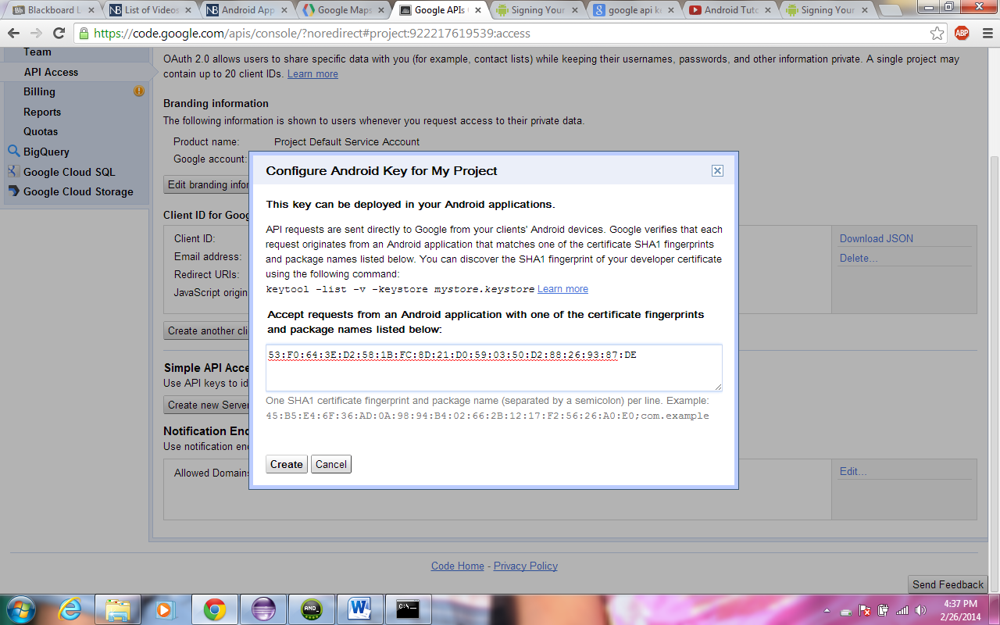 Blackboard L
List of Videos
Android App
Google Maps
Google APIs
Signing Your
google api ke
Android Tuto
Signing Your
https://code.google.com/apis/console/?noredirect#project:922217619539:access
ABP
Team
API Access
Billing
Reports
Quotas
BigQuery
Google Cloud SQL
Google Cloud Storage
OAuth 2.0 allows users to share specific data with you (for example, contact lists) while keeping their usernames, passwords, and other information private. A single project may
contain up to 20 client IDs. Learn more
Branding information
The following information is shown to users whenever you request access to their private data.
Product name: Project Default Service Account
Google account:
Edit branding infor
Client ID for Goog
Client ID:
Email address:
Redirect URIs:
JavaScript origin
Download JSON
Delete...
Create another cli
Simple API Acce
Use API keys to id
Create new Server
Notification End
Use notification en
Allowed Domains
Edit...
Configure Android Key for My Project
This key can be deployed in your Android applications.
API requests are sent directly to Google from your clients' Android devices. Google verifies that each
request originates from an Android application that matches one of the certificate SHA1 fingerprints
and package names listed below. You can discover the SHA1 fingerprint of your developer certificate
using the following command:
keytool -list -v -keystore mystore.keystore Learn more
Accept requests from an Android application with one of the certificate fingerprints
and package names listed below:
53:F0:64:3E:D2:58:1B:FC:8D:21:D0:59:03:50:D2:88:26:93:87:DE
One SHA1 certificate fingerprint and package name (separated by a semicolon) per line. Example:
45:B5:E4:6F:36:AD:0A:98:94:B4:02:66:2B:12:17:F2:56:26:A0:E0;com.example
Create Cancel
Code Home - Privacy Policy
Send Feedback
4:37 PM
2/26/2014